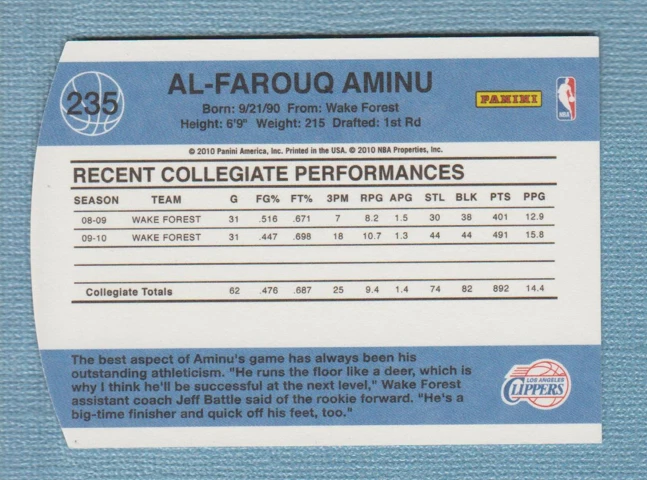 235
AL-FAROUQ AMINU
Born: 9/21/90 From: Wake Forest
Height: 6'9" Weight: 215 Drafted: 1st Rd
PANINI
NBA
© 2010 Panini America, Inc. Printed in the USA. © 2010 NBA Properties, Inc.
RECENT COLLEGIATE PERFORMANCES
SEASON TEAM G FG% FT% 3PM RPG APG STL BLK PTS PPG
08-09 WAKE FOREST 31 .516 .671 7 8.2 1.5 30 38 401 12.9
09-10 WAKE FOREST 31 .447 .698 18 10.7 1.3 44 44 491 15.8
Collegiate Totals 62 .476 .687 25 9.4 1.4 74 82 892 14.4
The best aspect of Aminu's game has always been his
outstanding athleticism. "He runs the floor like a deer, which is
why I think he'll be successful at the next level," Wake Forest
assistant coach Jeff Battle said of the rookie forward. "He's a
big-time finisher and quick off his feet, too."
LOS ANGELES
CLIPPERS